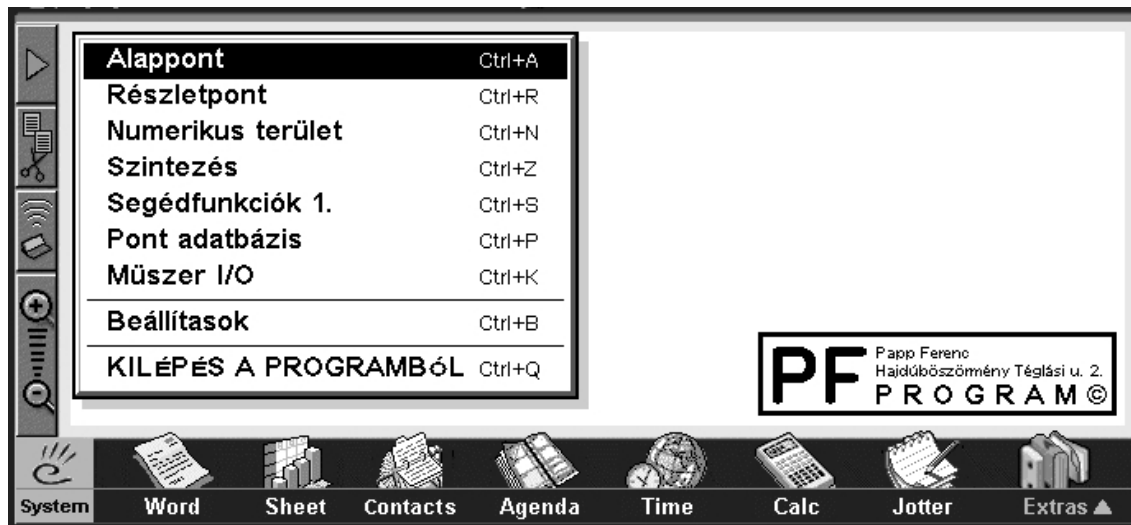 Alappont Ctrl+A
Részletpont Ctrl+R
Numerikus terület Ctrl+N
Szintezés Ctrl+Z
Segédfunkciók 1. Ctrl+S
Pont adatbázis Ctrl+P
Müszer I/O Ctrl+K
Beállítasok Ctrl+B
KILéPéS A PROGRAMBóL Ctrl+Q
PF
Papp Ferenc
Hajdúböszörmény Téglási u. 2.
PROGRAM©
System Word Sheet Contacts Agenda Time Calc Jotter Extras ▲